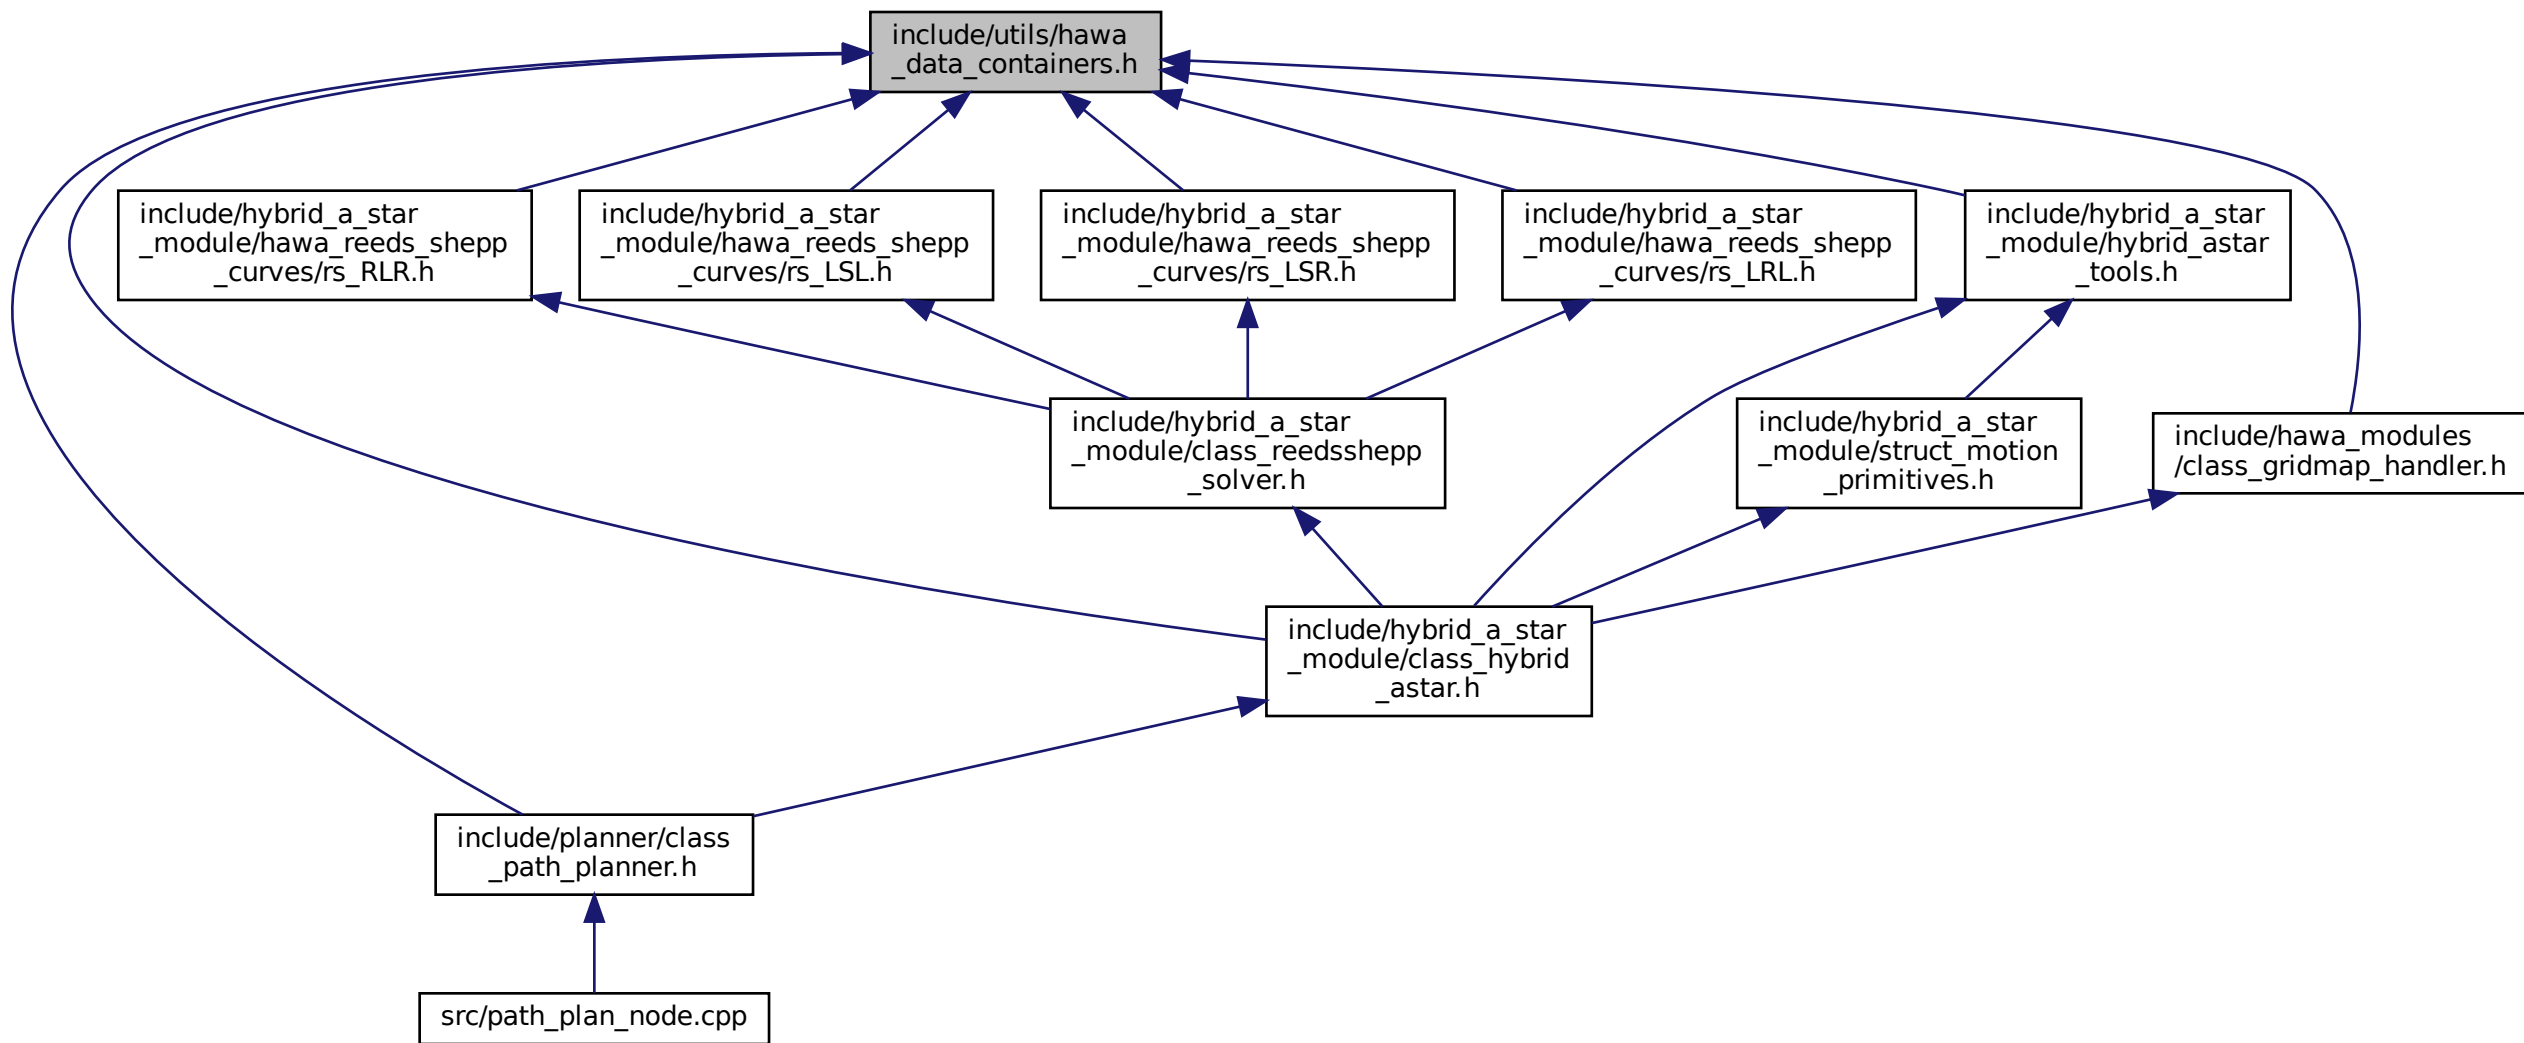 include/utils/hawa
_data_containers.h
include/hybrid_a_star
_module/hawa_reeds_shepp
_curves/rs_RLR.h
include/hybrid_a_star
_module/hawa_reeds_shepp
_curves/rs_LSL.h
include/hybrid_a_star
_module/hawa_reeds_shepp
_curves/rs_LSR.h
include/hybrid_a_star
_module/hawa_reeds_shepp
_curves/rs_LRL.h
include/hybrid_a_star
_module/hybrid_astar
_tools.h
include/hybrid_a_star
_module/class_reedsshepp
_solver.h
include/hybrid_a_star
_module/struct_motion
_primitives.h
include/hawa_modules
/class_gridmap_handler.h
include/hybrid_a_star
_module/class_hybrid
_astar.h
include/planner/class
_path_planner.h
src/path_plan_node.cpp